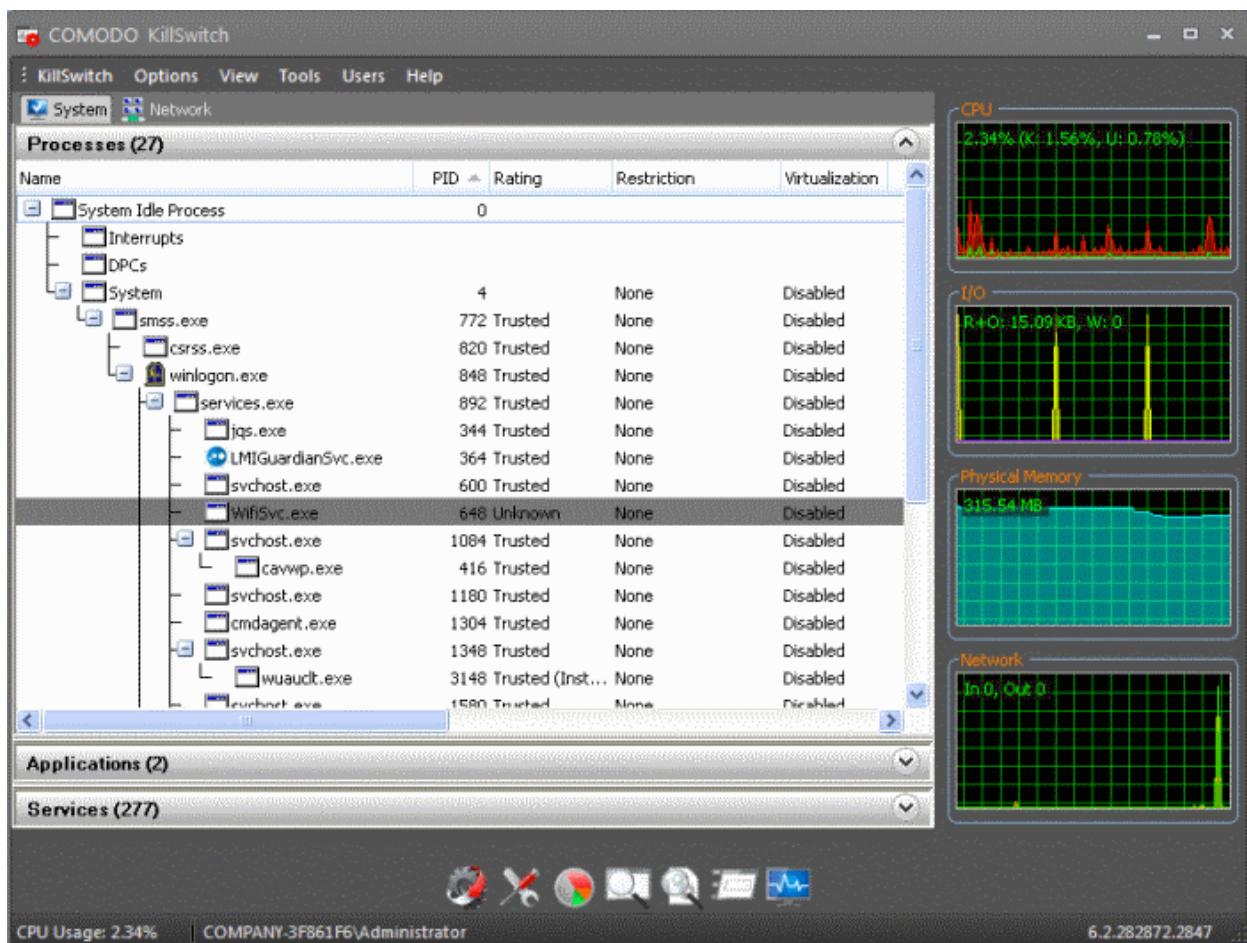 COMODO KillSwitch
KillSwitch Options View Tools Users Help
System Network
Processes (27)
Name PID Rating Restriction Virtualization
System Idle Process 0
Interrupts
DPCs
System 4 None Disabled
smss.exe 772 Trusted None Disabled
csrss.exe 820 Trusted None Disabled
winlogon.exe 848 Trusted None Disabled
services.exe 892 Trusted None Disabled
jqs.exe 344 Trusted None Disabled
LMIGuardianSvc.exe 364 Trusted None Disabled
svchost.exe 600 Trusted None Disabled
WifiSvc.exe 648 Unknown None Disabled
svchost.exe 1084 Trusted None Disabled
cavwp.exe 416 Trusted None Disabled
svchost.exe 1180 Trusted None Disabled
cmdagent.exe 1304 Trusted None Disabled
svchost.exe 1348 Trusted None Disabled
wuauclt.exe 3148 Trusted (Inst... None Disabled
svchost.exe 1580 Trusted None Disabled
Applications (2)
Services (277)
CPU
2.34% (K: 1.56%, U: 0.78%)
I/O
R+O: 15.09 KB, W: 0
Physical Memory
315.54 MB
Network
In 0, Out 0
CPU Usage: 2.34% COMPANY-3F861F6\Administrator 6.2.282872.2847